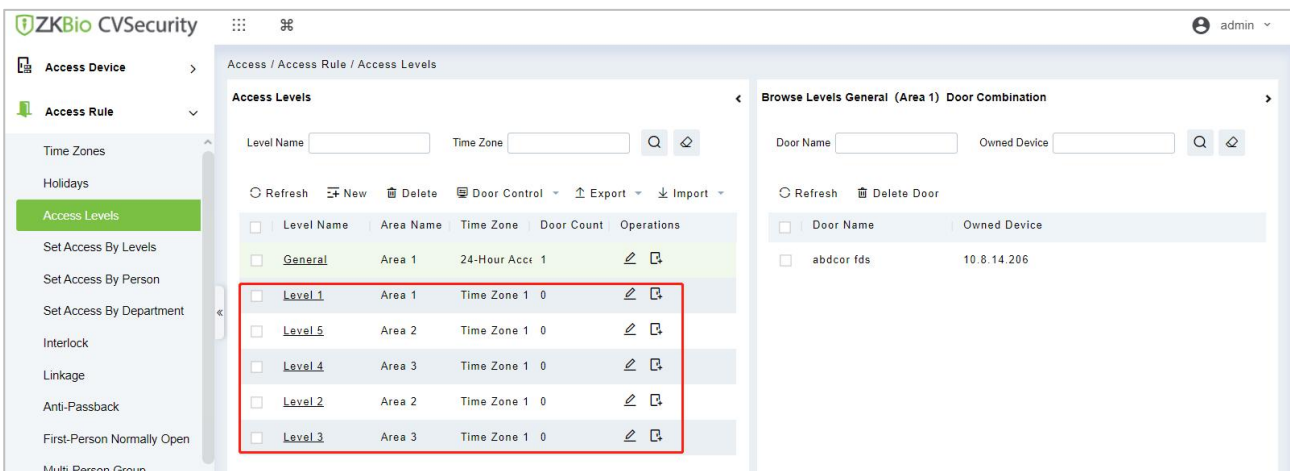 ZKBio CVSecurity
admin
Access Device
Access Rule
Time Zones
Holidays
Access Levels
Set Access By Levels
Set Access By Person
Set Access By Department
Interlock
Linkage
Anti-Passback
First-Person Normally Open
Multi-Person Group
Access / Access Rule / Access Levels
Access Levels
Level Name Time Zone
Refresh New Delete Door Control Export Import
Level Name Area Name Time Zone Door Count Operations
General Area 1 24-Hour Acce 1
Level 1 Area 1 Time Zone 1 0
Level 5 Area 2 Time Zone 1 0
Level 4 Area 3 Time Zone 1 0
Level 2 Area 2 Time Zone 1 0
Level 3 Area 3 Time Zone 1 0
Browse Levels General (Area 1) Door Combination
Door Name Owned Device
Refresh Delete Door
Door Name Owned Device
abdcor fds 10.8.14.206